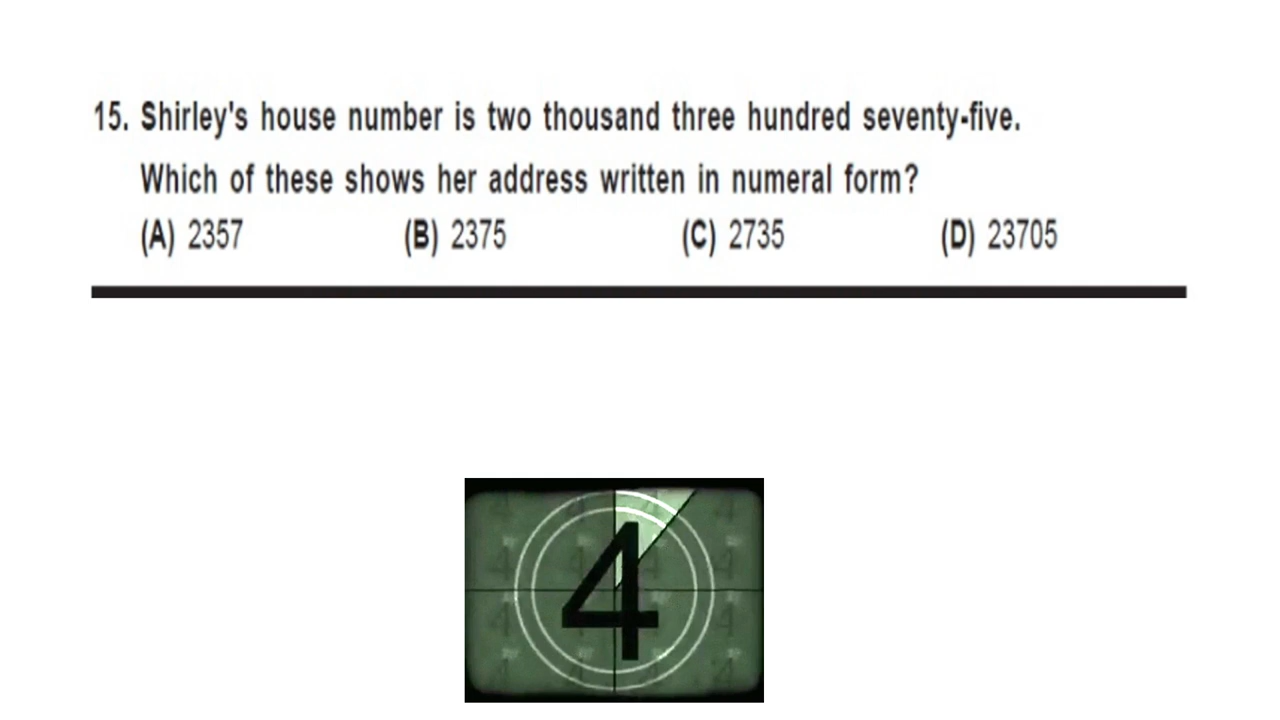 15. Shirley's house number is two thousand three hundred seventy-five.
Which of these shows her address written in numeral form?
(A) 2357 (B) 2375 (C) 2735 (D) 23705
4